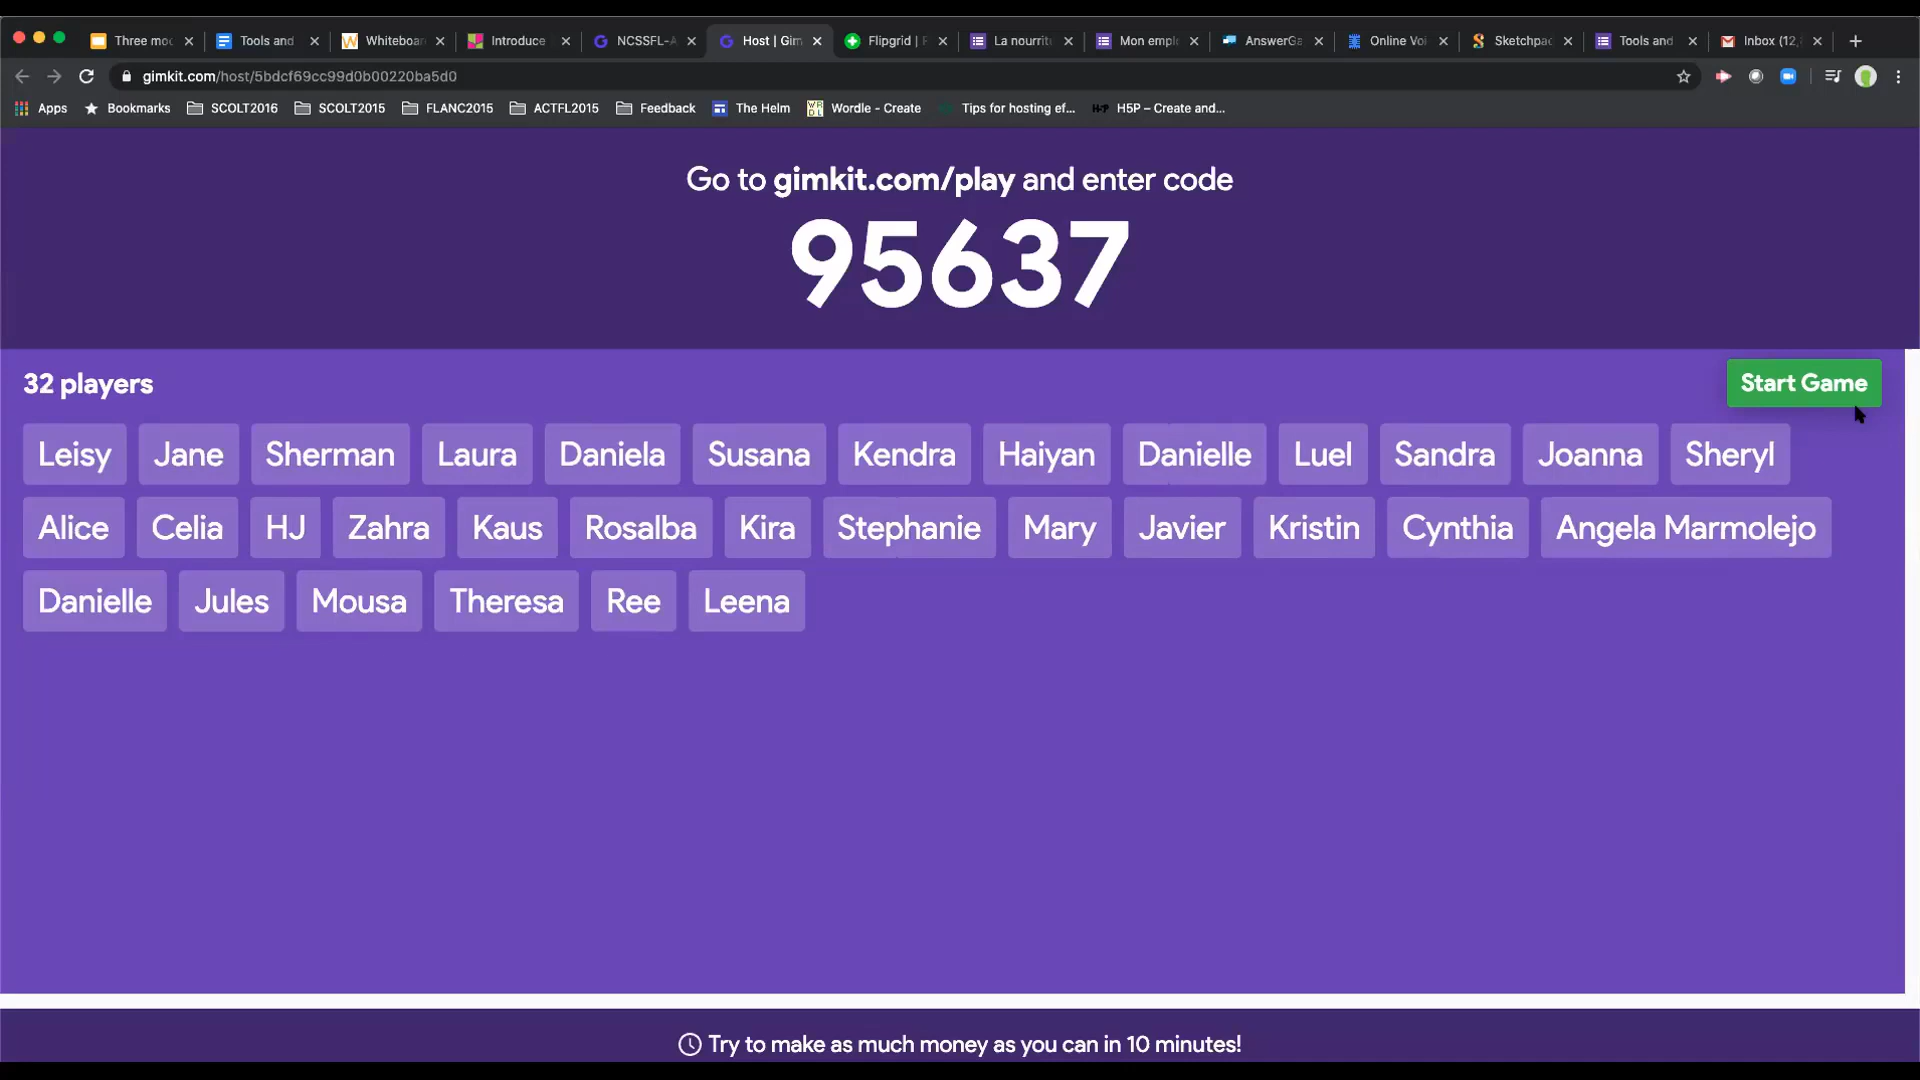 Three mo
Tools and
Whiteboar
Introduce
NCSSFL-A
Host | Gim
Flipgrid | F
La nourrit
Mon empl
AnswerGa
Online Voi
Sketchpad
Tools and
Inbox (12,
gimkit.com/host/5bdcf69cc99d0b00220ba5d0
Apps Bookmarks SCOLT2016 SCOLT2015 FLANC2015 ACTFL2015 Feedback The Helm Wordle - Create Tips for hosting ef... H5P – Create and...
Go to gimkit.com/play and enter code
95637
32 players
Start Game
Leisy Jane Sherman Laura Daniela Susana Kendra Haiyan Danielle Luel Sandra Joanna Sheryl
Alice Celia HJ Zahra Kaus Rosalba Kira Stephanie Mary Javier Kristin Cynthia Angela Marmolejo
Danielle Jules Mousa Theresa Ree Leena
Try to make as much money as you can in 10 minutes!